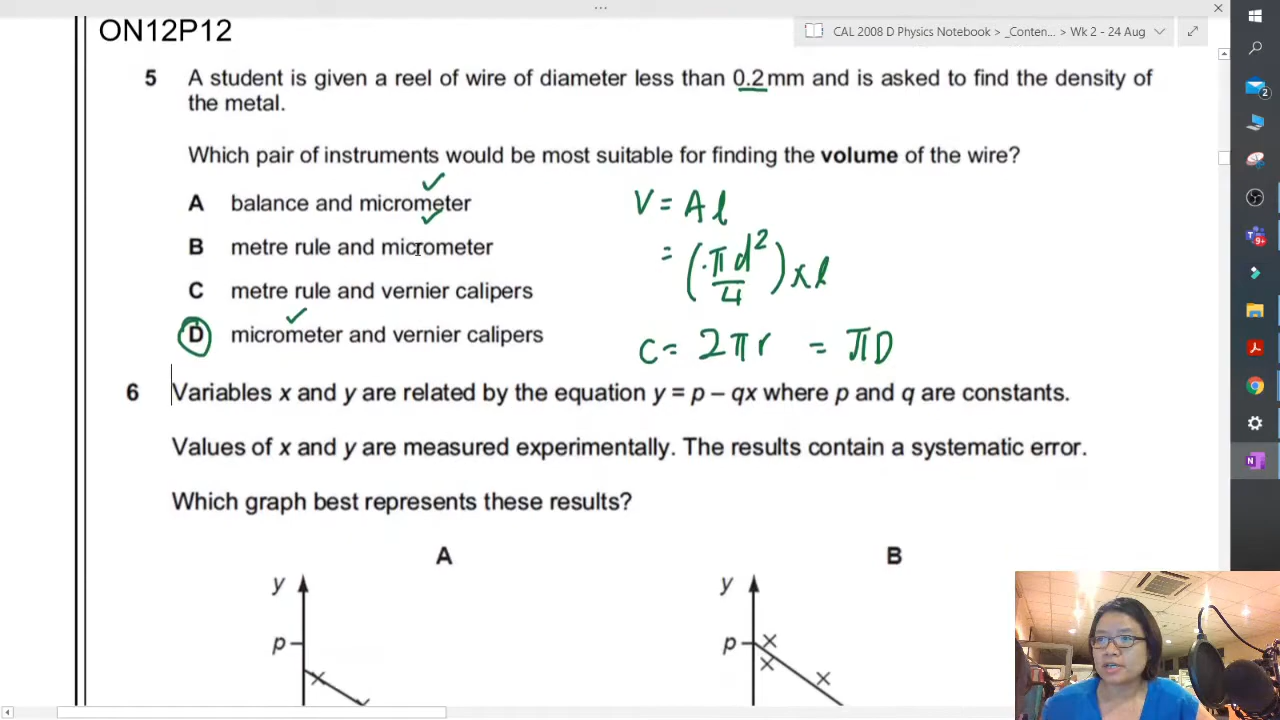 ON12P12
CAL 2008 D Physics Notebook > _Conten... > Wk 2 - 24 Aug
5 A student is given a reel of wire of diameter less than 0.2 mm and is asked to find the density of
the metal.
Which pair of instruments would be most suitable for finding the volume of the wire?
A balance and micrometer
B metre rule and micrometer
C metre rule and vernier calipers
D micrometer and vernier calipers
V = A l
= (πd²/4) x l
C = 2πr = πD
6 Variables x and y are related by the equation y = p – qx where p and q are constants.
Values of x and y are measured experimentally. The results contain a systematic error.
Which graph best represents these results?
A B
y y
p p
2
9+